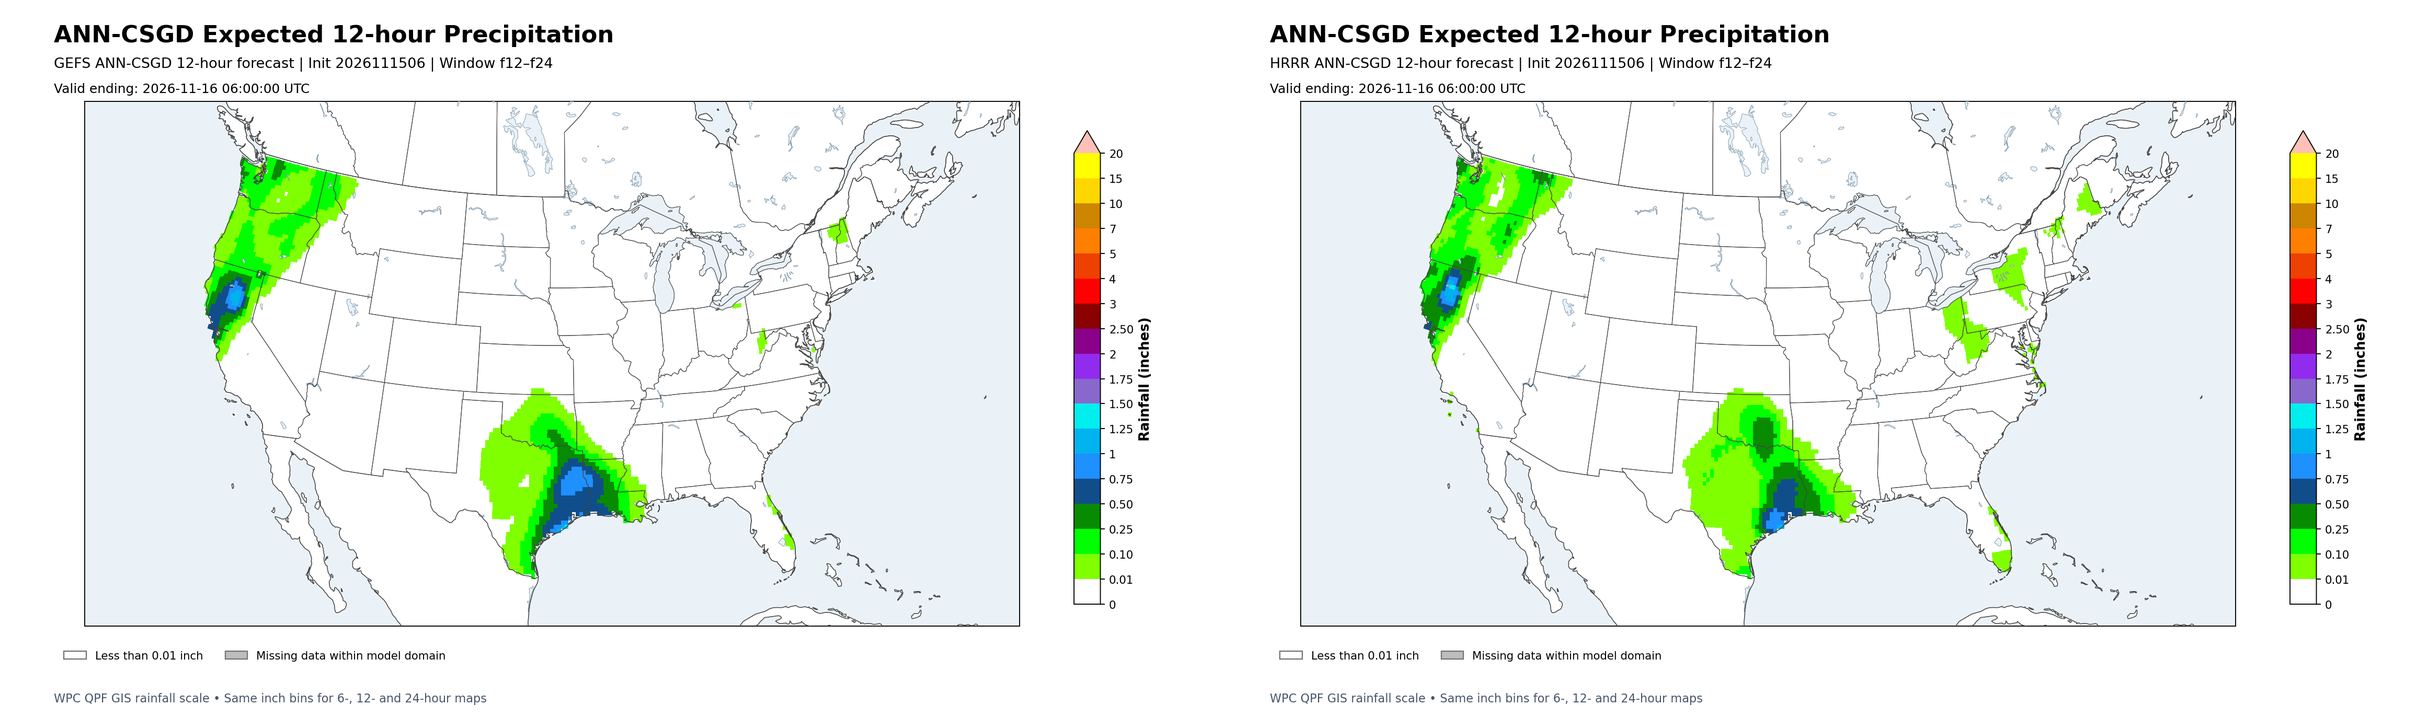 ANN-CSGD Expected 12-hour Precipitation
GEFS ANN-CSGD 12-hour forecast | Init 2026111506 | Window f12–f24
Valid ending: 2026-11-16 06:00:00 UTC
20
15
10
7
5
4
3
2.50
2
1.75
1.50
1.25
1
0.75
0.50
0.25
0.10
0.01
0
Rainfall (inches)
Less than 0.01 inch
Missing data within model domain
WPC QPF GIS rainfall scale • Same inch bins for 6-, 12- and 24-hour maps
ANN-CSGD Expected 12-hour Precipitation
HRRR ANN-CSGD 12-hour forecast | Init 2026111506 | Window f12–f24
Valid ending: 2026-11-16 06:00:00 UTC
20
15
10
7
5
4
3
2.50
2
1.75
1.50
1.25
1
0.75
0.50
0.25
0.10
0.01
0
Rainfall (inches)
Less than 0.01 inch
Missing data within model domain
WPC QPF GIS rainfall scale • Same inch bins for 6-, 12- and 24-hour maps